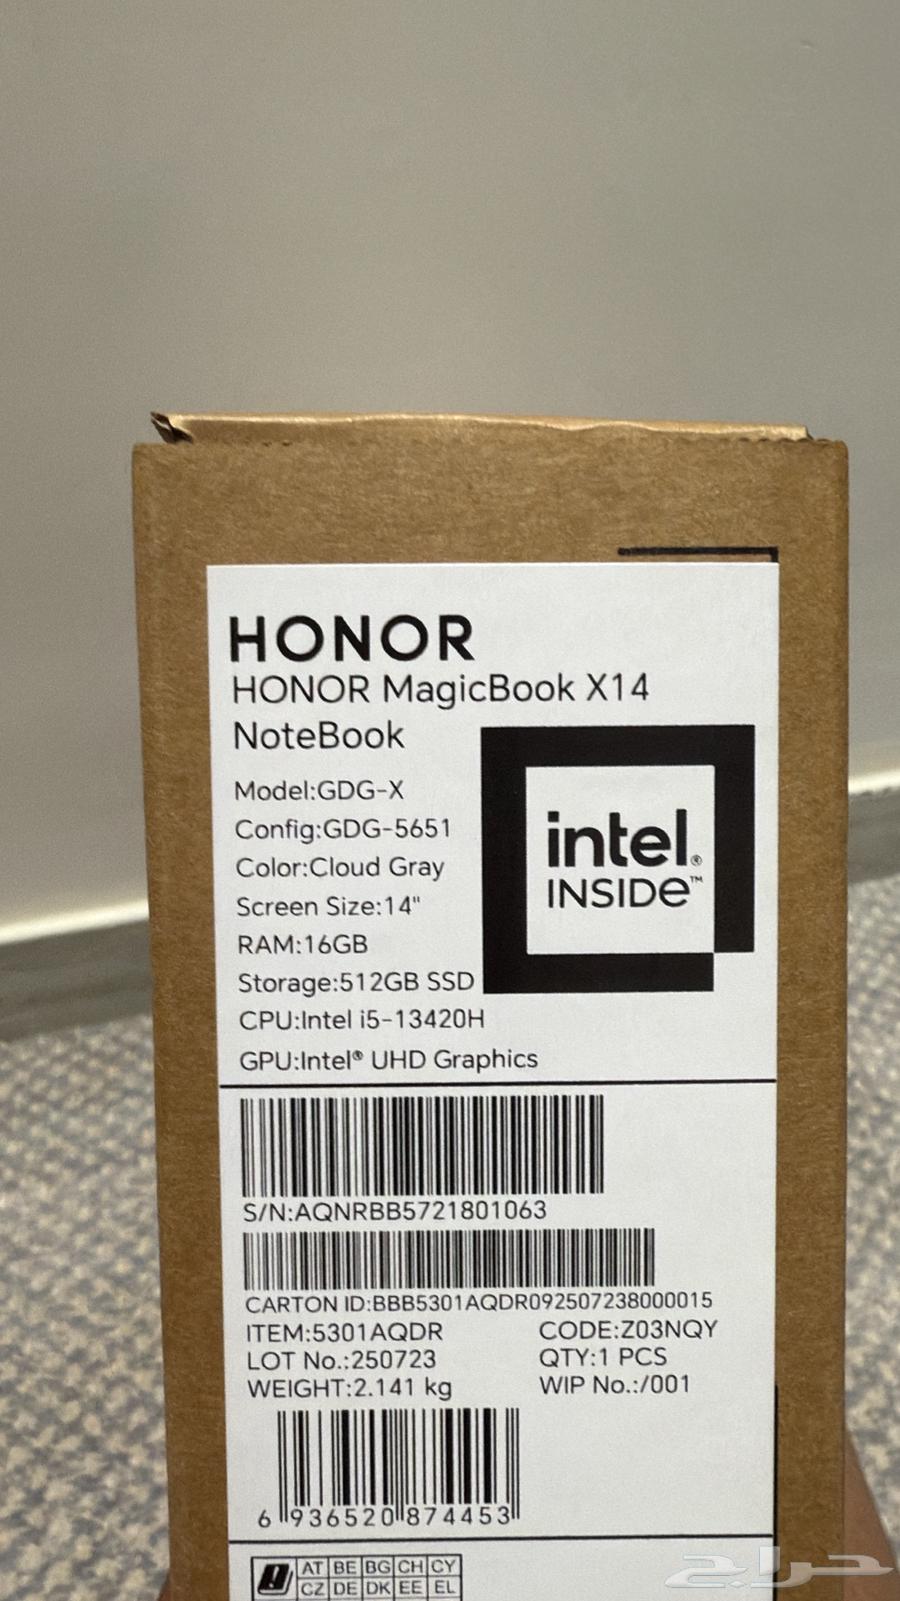 HONOR
HONOR MagicBook X14
NoteBook
Model:GDG-X
Config:GDG-5651
Color:Cloud Gray
Screen Size:14"
RAM:16GB
Storage:512GB SSD
CPU:Intel i5-13420H
GPU:Intel® UHD Graphics
intel®
INSIDe™
S/N:AQNRBB5721801063
CARTON ID:BBB5301AQDR092507238000015
ITEM:5301AQDR
CODE:Z03NQY
LOT No.:250723
QTY:1 PCS
WEIGHT:2.141 kg
WIP No.:/001
6 936520 874453
AT BE BG CH CY
CZ DE DK EE EL
حراج